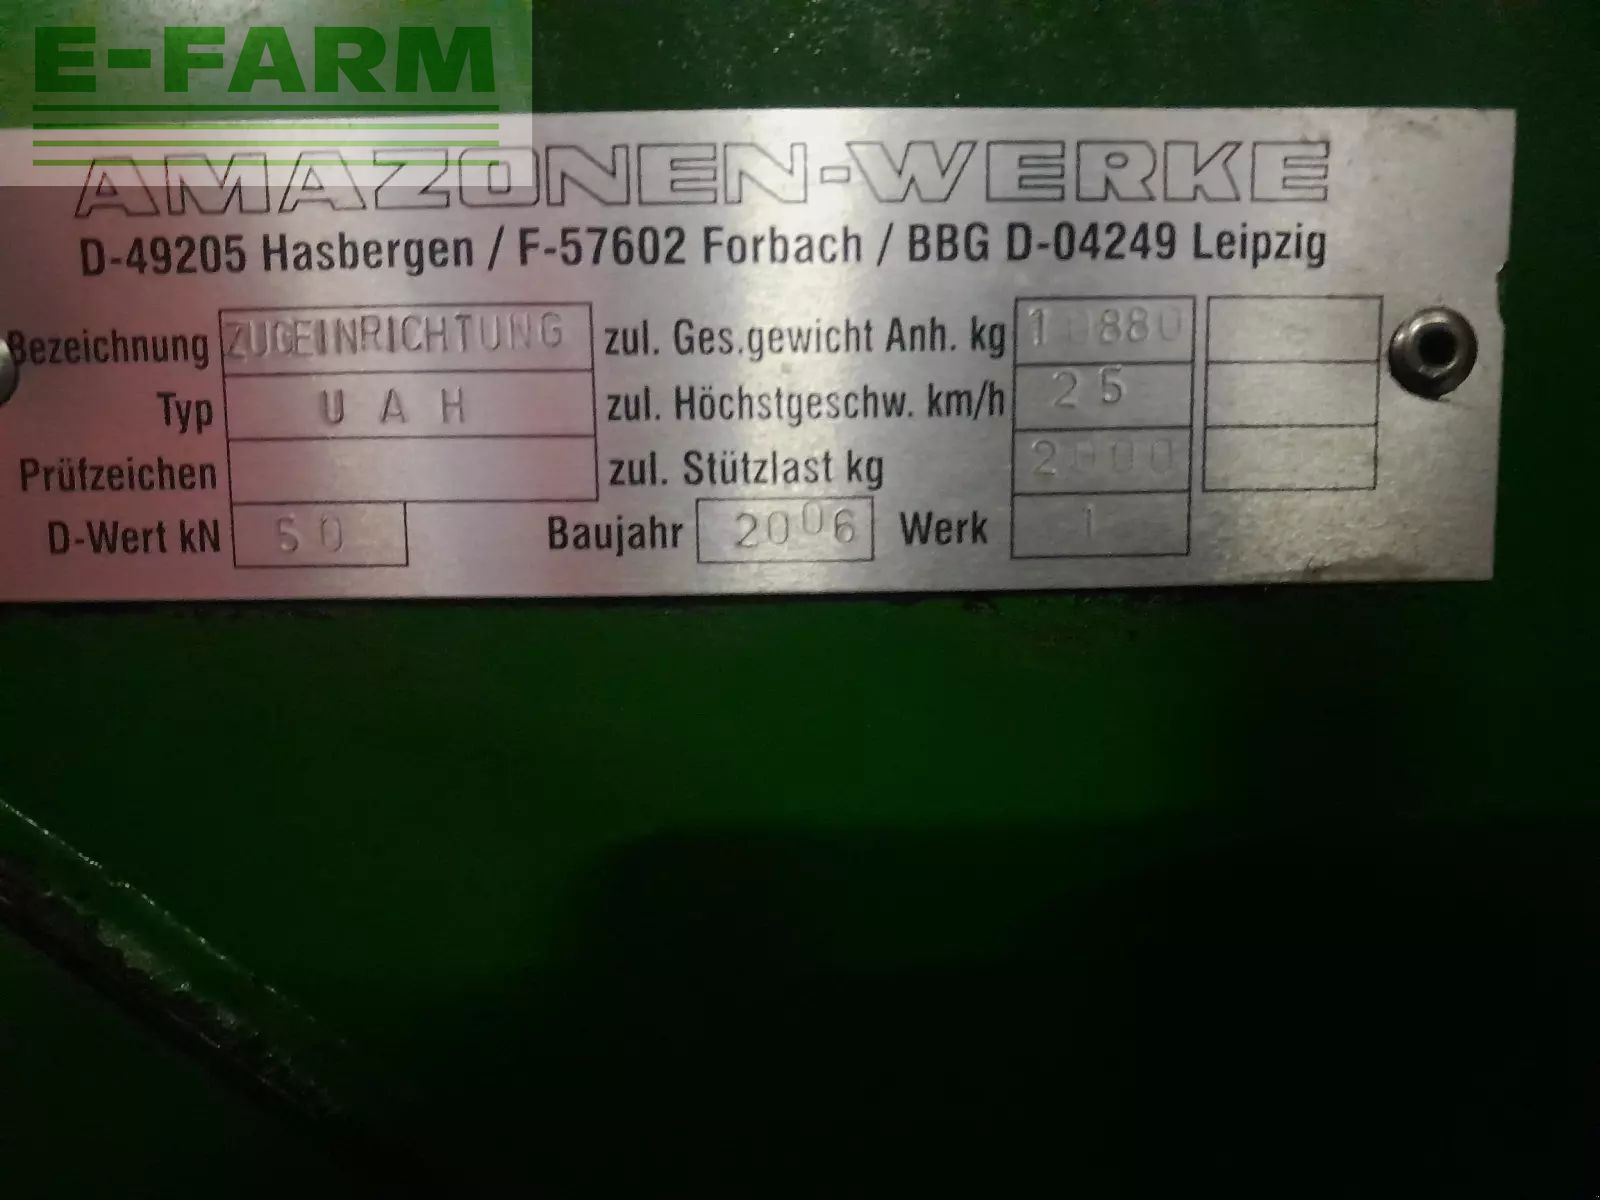 E-FARM
AMAZONEN-WERKE
D-49205 Hasbergen / F-57602 Forbach / BBG D-04249 Leipzig
Bezeichnung ZUGEINRICHTUNG zul. Ges.gewicht Anh. kg 10880
Typ U A H zul. Höchstgeschw. km/h 25
Prüfzeichen zul. Stützlast kg 2000
D-Wert kN 50 Baujahr 2006 Werk 1